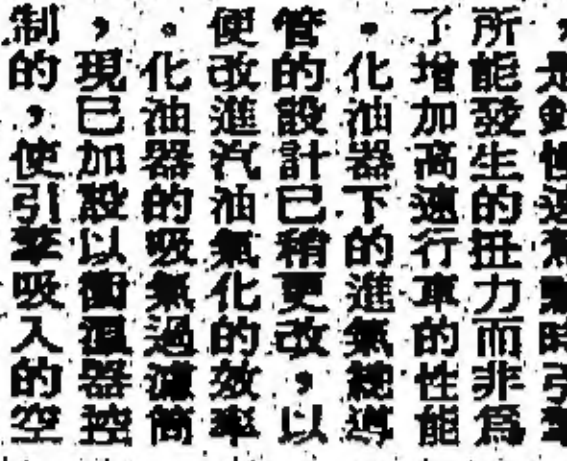 所能發生的扭力而非爲
了增加高速行車的性能
。化油器下的進氣總導
管的設計已稍更改，以
便改進汽油氣化的效率
。化油器的吸氣過濾筒
，現已加設以衝溫器控
制的，使引擎吸入的空